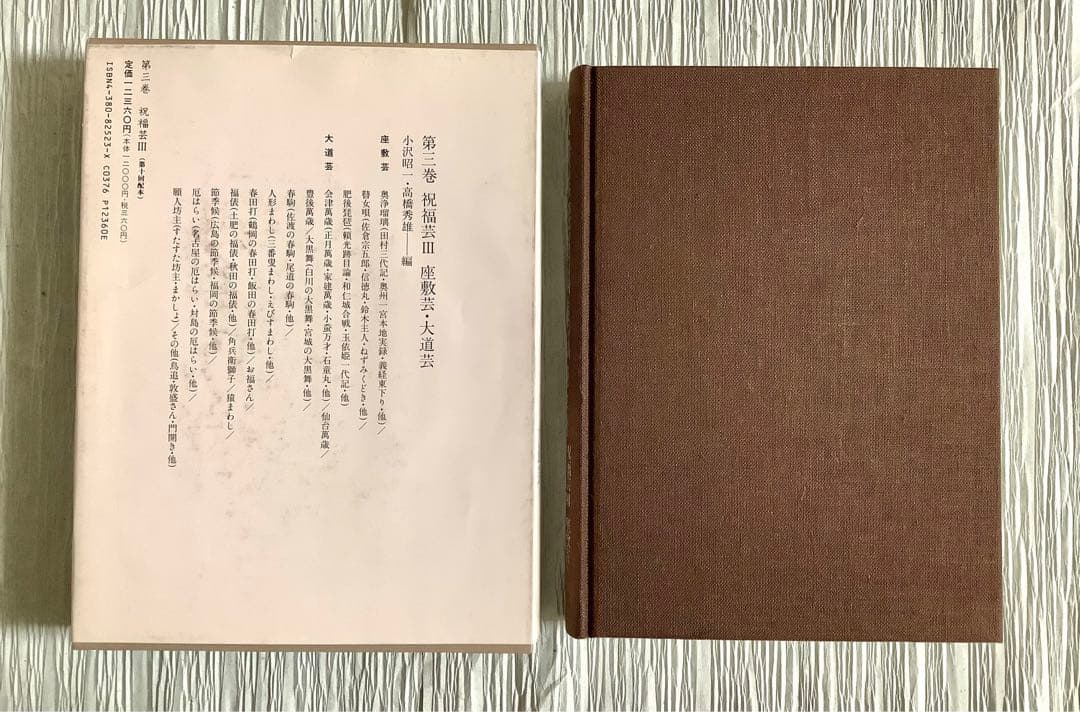 第三巻 祝福芸Ⅲ 座敷芸・大道芸
小沢昭一・高橋秀雄――編
座敷芸 奥浄瑠璃(田村三代記・奥州一宮本地実録・義経東下り・他)/
瞽女唄(佐倉宗五郎・信徳丸・鈴木主人・ねずみくどき・他)/
肥後琵琶(頼光跡目論・和仁城合戦・玉依姫一代記・他)
大道芸 会津萬歳(正月萬歳・家建萬歳・小蚕万才・石童丸・他)/仙台萬歳/
豊後萬歳/大黒舞(白川の大黒舞・宮城の大黒舞・他)/
春駒(佐渡の春駒・尾道の春駒・他)/
人形まわし(三番叟まわし・えびすまわし・他)/
春田打(鶴岡の春田打・飯田の春田打・他)/お福さん/
福俵(土肥の福俵・秋田の福俵・他)/角兵衛獅子/猿まわし/
節季候(広島の節季候・福岡の節季候・他)/
厄はらい(名古屋の厄はらい・対島の厄はらい・他)/
願人坊主(すたすた坊主・まかしょ)/その他(鳥追・敦盛さん・門開き・他)
第三巻 祝福芸Ⅲ(第十回配本)
定価一二三六〇円(本体一二〇〇〇円・税三六〇円)
ISBN4-380-82523-X C0376 P12360E